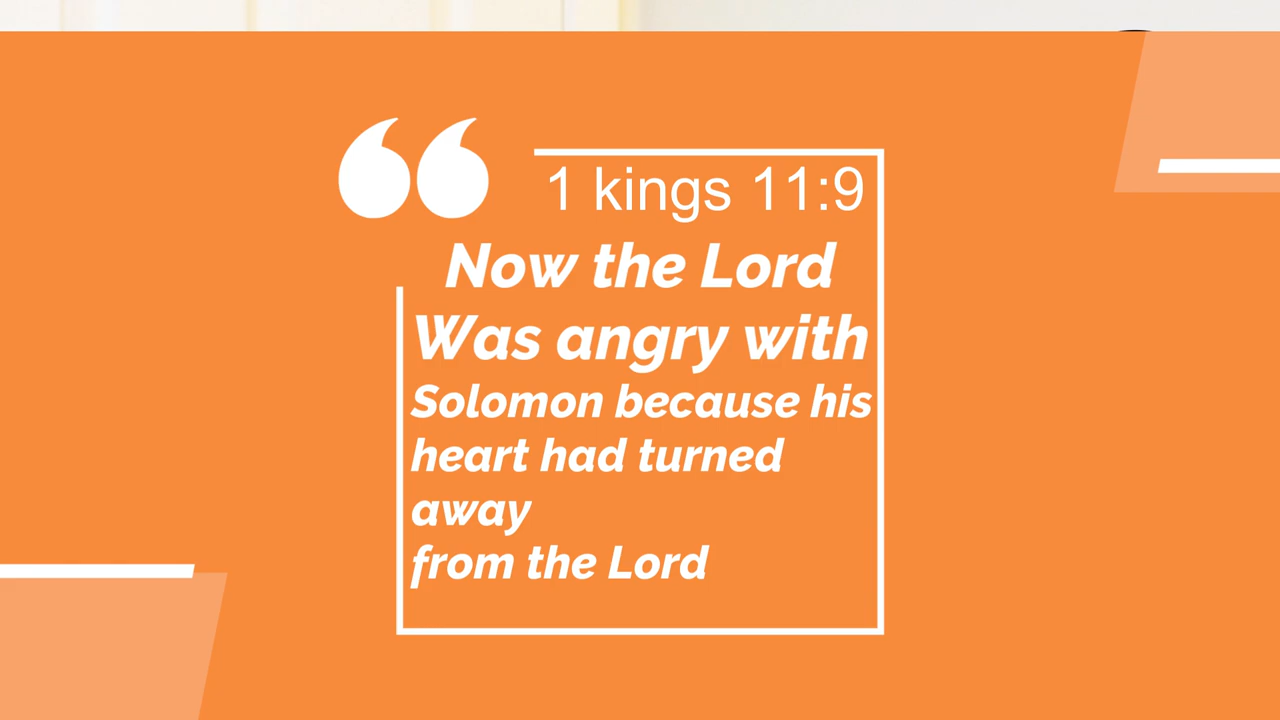 1 kings 11:9
Now the Lord
Was angry with
Solomon because his
heart had turned
away
from the Lord